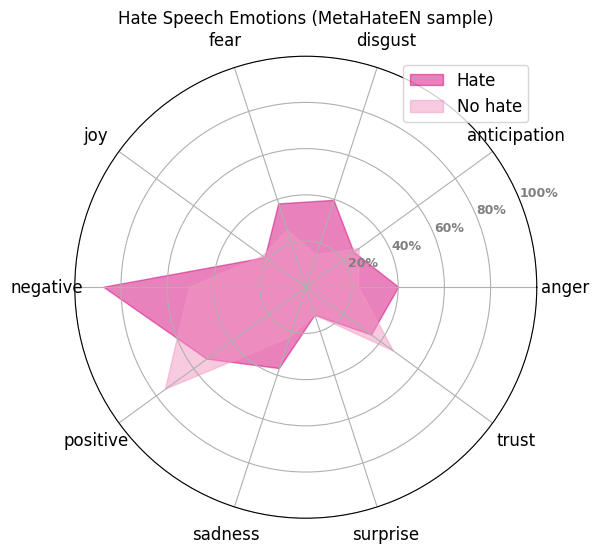 Hate Speech Emotions (MetaHateEN sample)
fear
disgust
Hate
No hate
joy
anticipation
100%
80%
60%
40%
20%
negative
anger
positive
trust
sadness
surprise